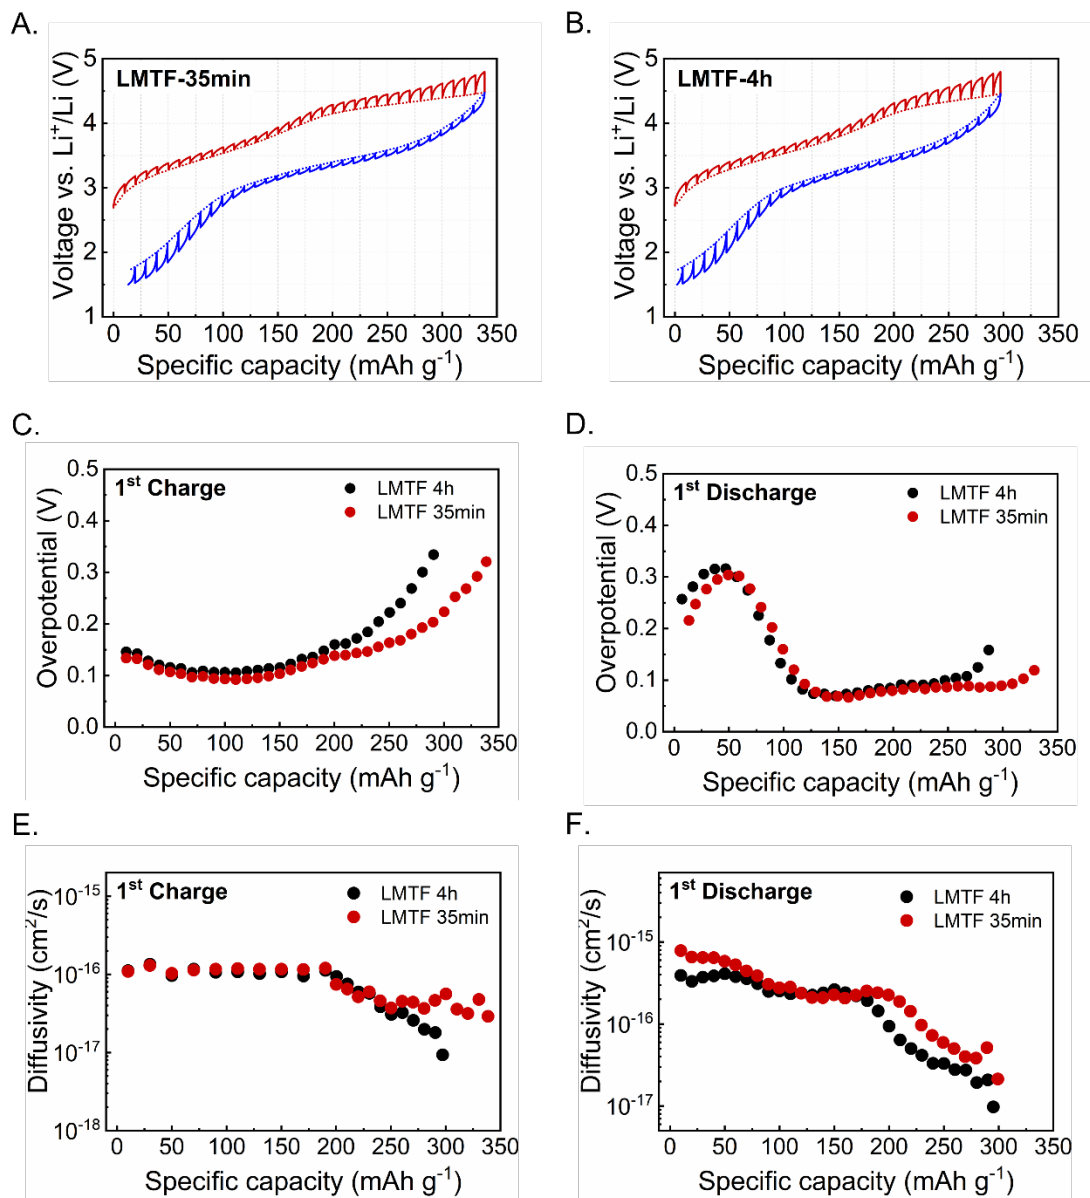 A.
LMTF-35min
Voltage vs. Li⁺/Li (V)
5
4
3
2
1
0 50 100 150 200 250 300 350
Specific capacity (mAh g⁻¹)
B.
LMTF-4h
Voltage vs. Li⁺/Li (V)
5
4
3
2
1
0 50 100 150 200 250 300 350
Specific capacity (mAh g⁻¹)
C.
1st Charge
LMTF 4h
LMTF 35min
Overpotential (V)
0.5
0.4
0.3
0.2
0.1
0.0
0 50 100 150 200 250 300 350
Specific capacity (mAh g⁻¹)
D.
1st Discharge
LMTF 4h
LMTF 35min
Overpotential (V)
0.5
0.4
0.3
0.2
0.1
0.0
0 50 100 150 200 250 300 350
Specific capacity (mAh g⁻¹)
E.
1st Charge
LMTF 4h
LMTF 35min
Diffusivity (cm²/s)
10⁻¹⁵
10⁻¹⁶
10⁻¹⁷
10⁻¹⁸
0 50 100 150 200 250 300 350
Specific capacity (mAh g⁻¹)
F.
1st Discharge
LMTF 4h
LMTF 35min
Diffusivity (cm²/s)
10⁻¹⁵
10⁻¹⁶
10⁻¹⁷
0 50 100 150 200 250 300 350
Specific capacity (mAh g⁻¹)